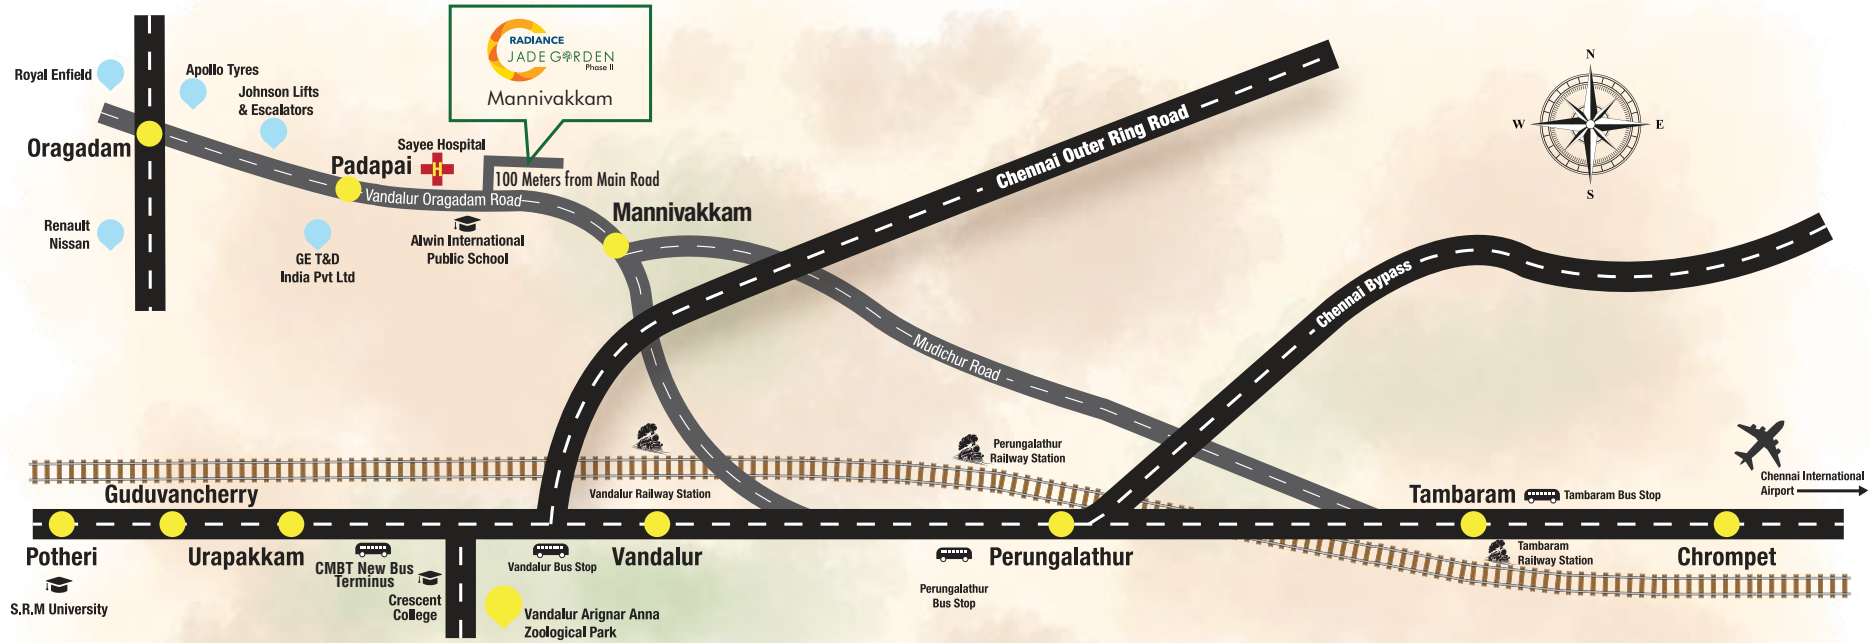 RADIANCE
JADE GARDEN
Phase II
Mannivakkam
Royal Enfield
Apollo Tyres
Johnson Lifts
& Escalators
Oragadam
Padapai
Sayee Hospital
H
100 Meters from Main Road
Vandalur Oragadam Road
Mannivakkam
Renault
Nissan
GE T&D
India Pvt Ltd
Alwin International
Public School
Chennai Outer Ring Road
N
W
E
S
Chennai Bypass
Mudichur Road
Perungalathur
Railway Station
Vandalur Railway Station
Chennai International
Airport
Guduvancherry
Tambaram
Tambaram Bus Stop
Potheri
S.R.M University
Urapakkam
CMBT New Bus
Terminus
Crescent
College
Vandalur Bus Stop
Vandalur
Vandalur Arignar Anna
Zoological Park
Perungalathur
Bus Stop
Perungalathur
Tambaram
Railway Station
Chrompet